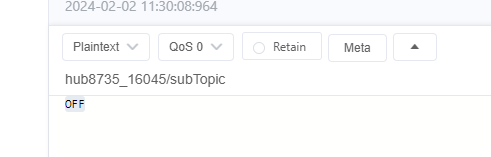 2024-02-02 11:30:08:964
Plaintext QoS 0 Retain Meta
hub8735_16045/subTopic
OFF